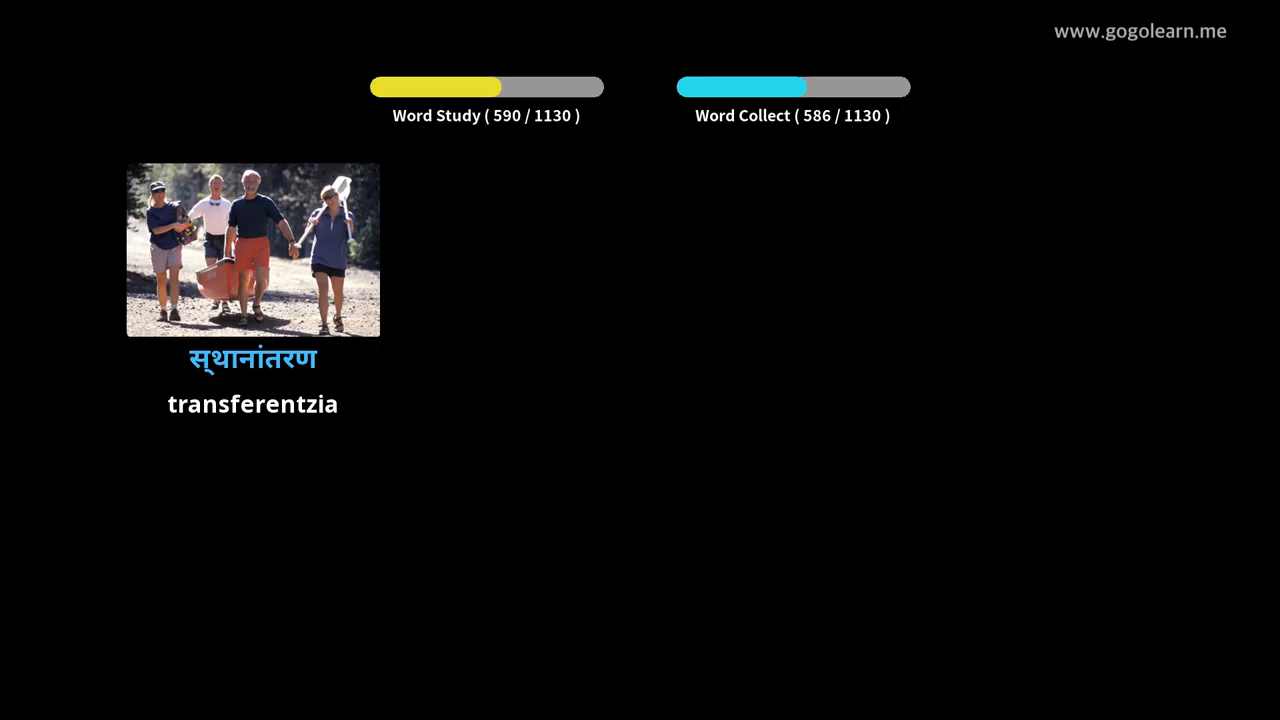 www.gogolearn.me
Word Study ( 590 / 1130 )
Word Collect ( 586 / 1130 )
स्थानांतरण
transferentzia